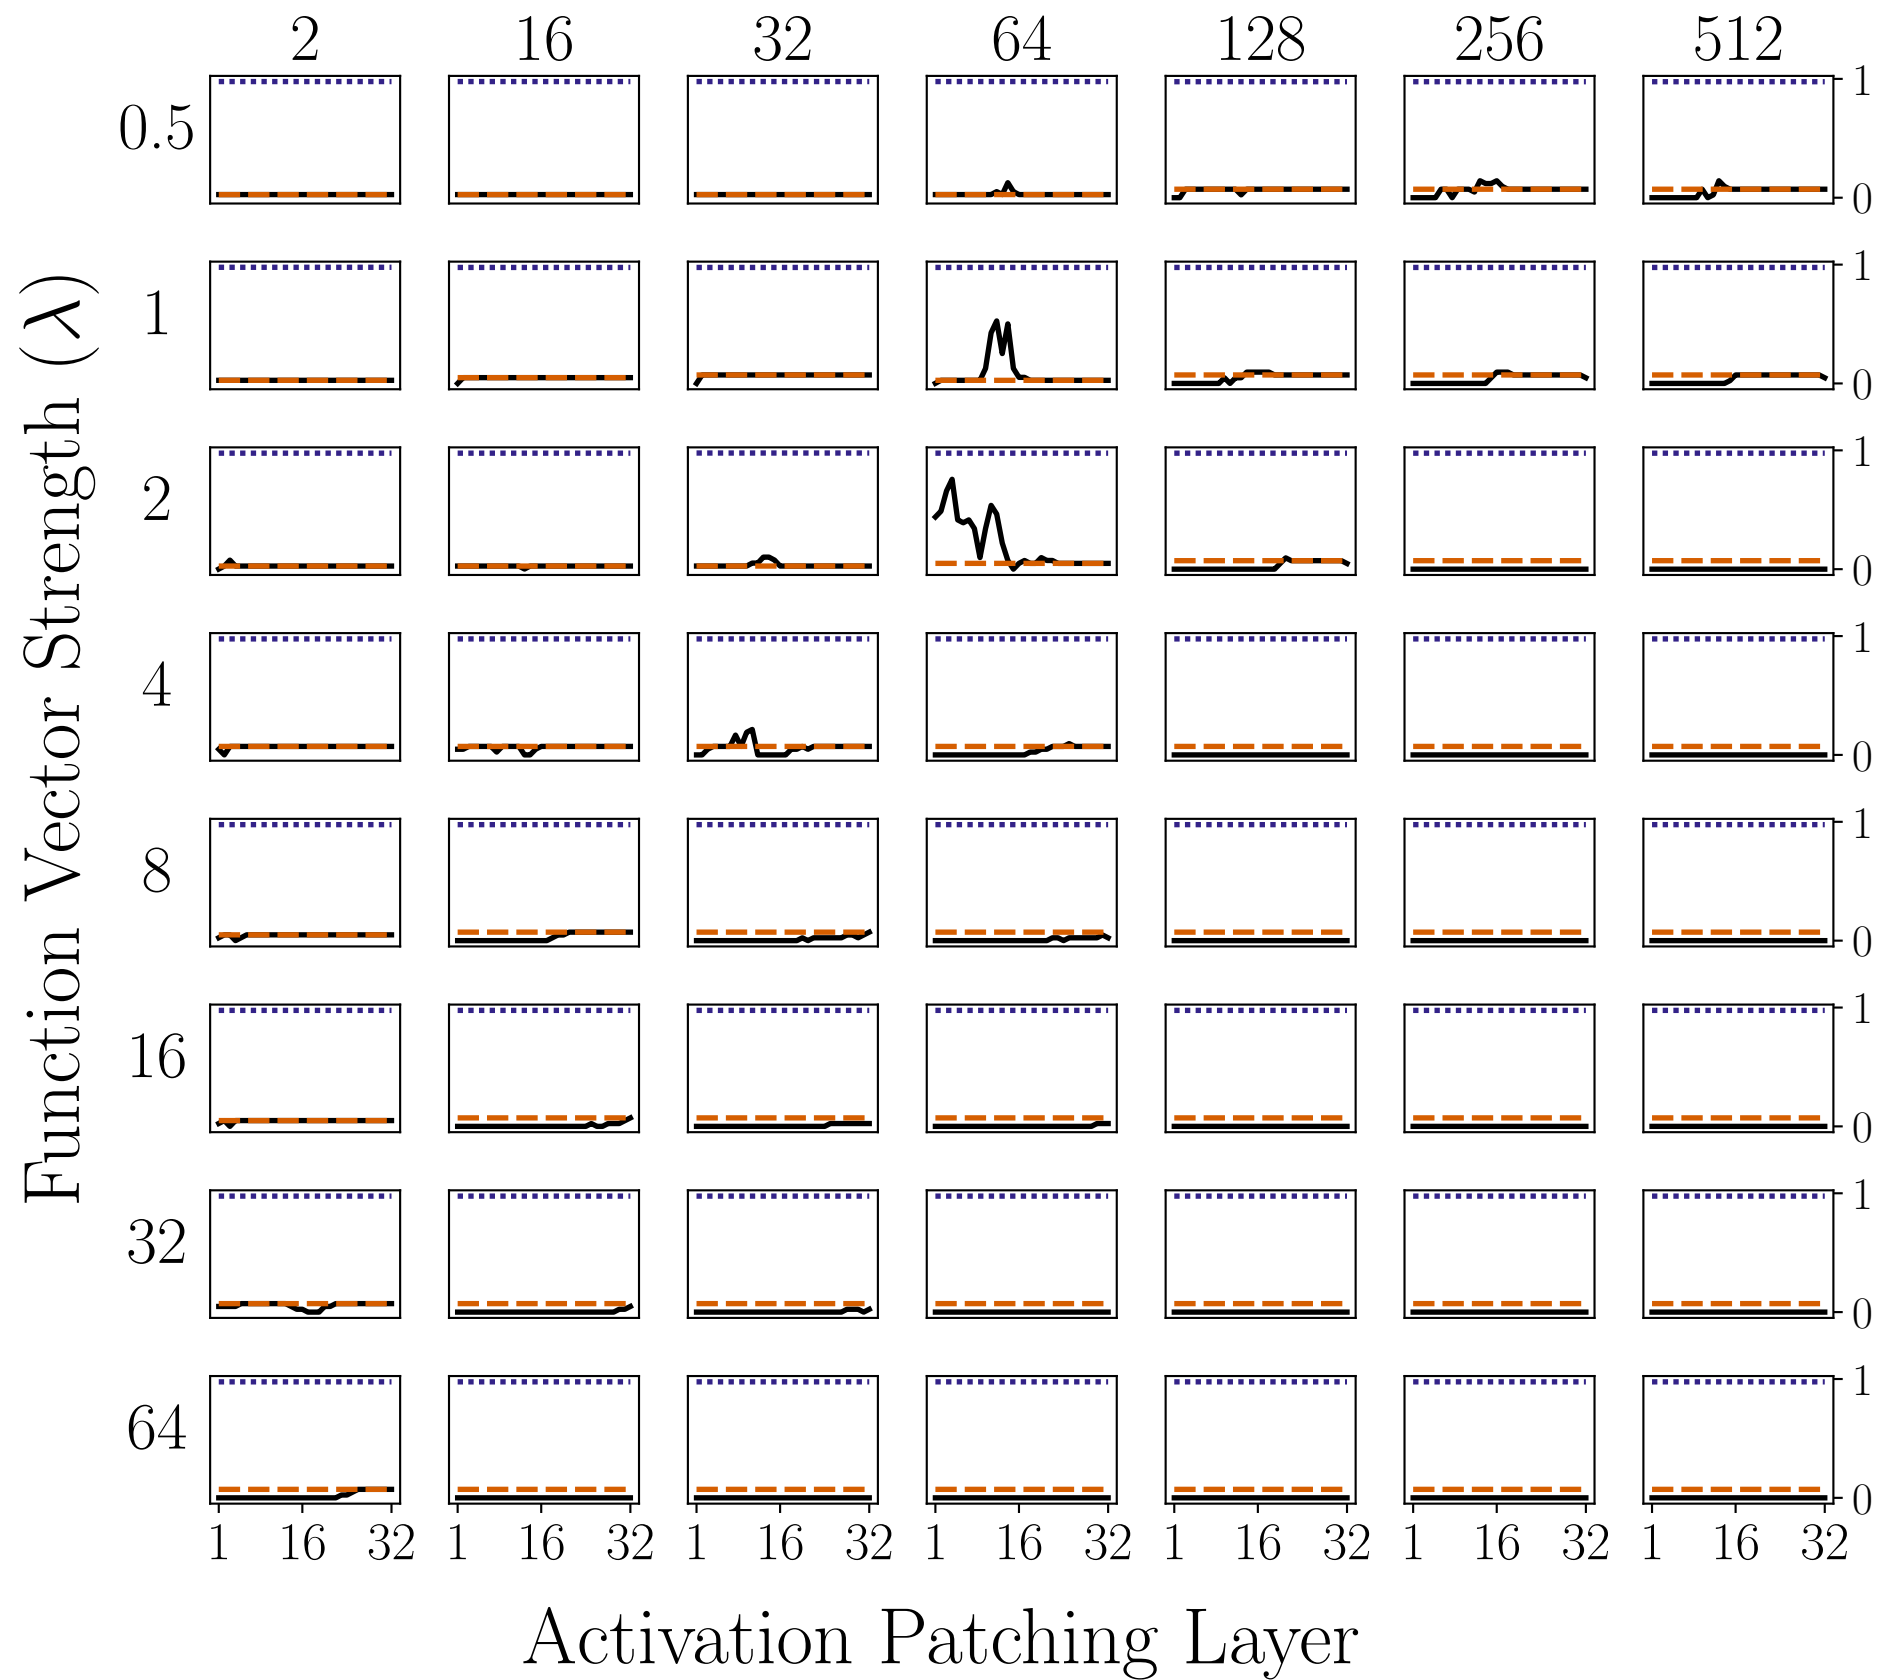 2 16 32 64 128 256 512
Function Vector Strength (λ)
0.5 1 0
1 1 0
2 1 0
4 1 0
8 1 0
16 1 0
32 1 0
64 1 0
1 16 32 1 16 32 1 16 32 1 16 32 1 16 32 1 16 32 1 16 32
Activation Patching Layer